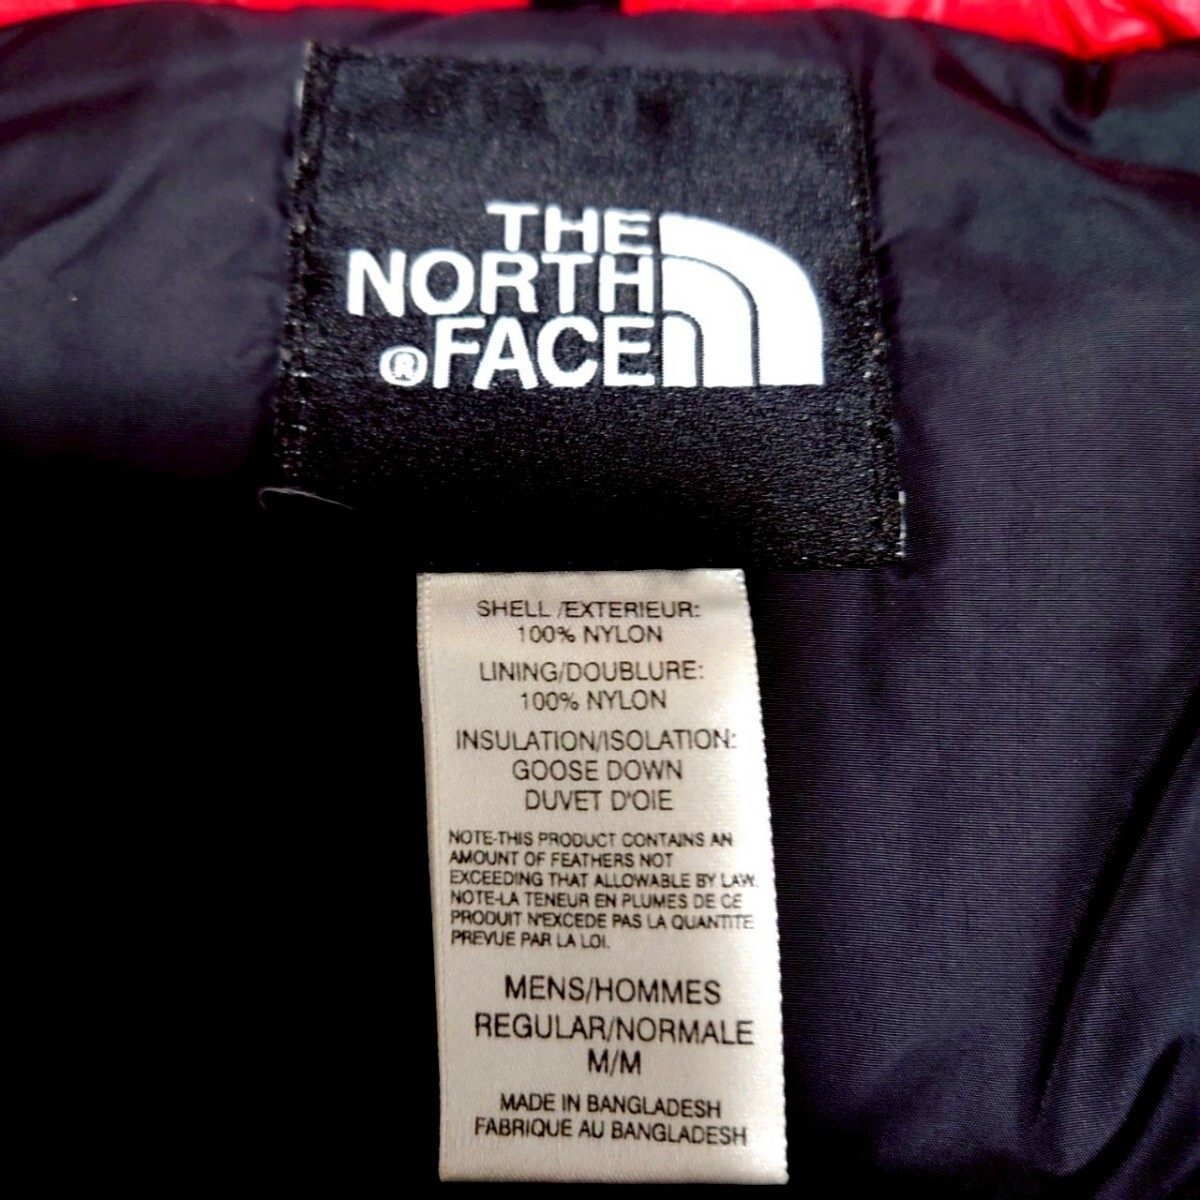 THE
NORTH
® FACE
SHELL /EXTERIEUR:
100% NYLON
LINING/DOUBLURE:
100% NYLON
INSULATION/ISOLATION:
GOOSE DOWN
DUVET D'OIE
NOTE-THIS PRODUCT CONTAINS AN
AMOUNT OF FEATHERS NOT
EXCEEDING THAT ALLOWABLE BY LAW.
NOTE-LA TENEUR EN PLUMES DE CE
PRODUIT N'EXCEDE PAS LA QUANTITE
PREVUE PAR LA LOI.
MENS/HOMMES
REGULAR/NORMALE
M/M
MADE IN BANGLADESH
FABRIQUE AU BANGLADESH